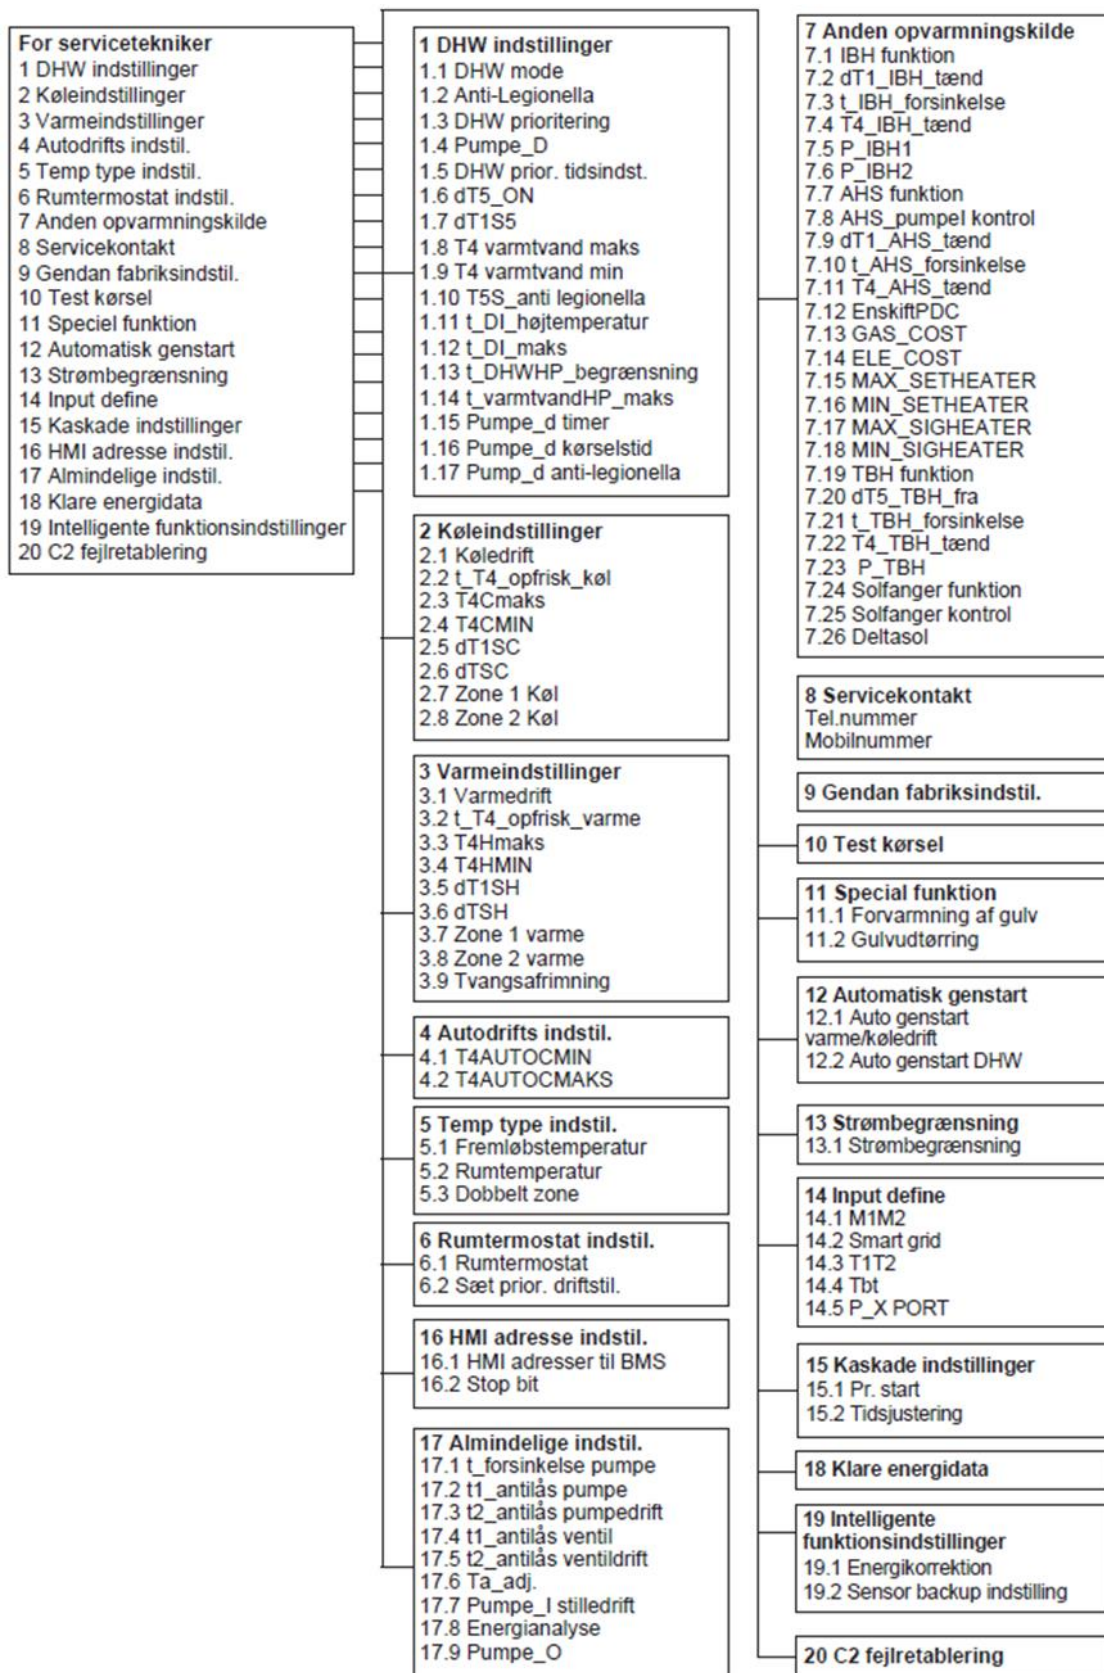 For servicetekniker
1 DHW indstillinger
2 Køleindstillinger
3 Varmeindstillinger
4 Autodrifts indstil.
5 Temp type indstil.
6 Rumtermostat indstil.
7 Anden opvarmningskilde
8 Servicekontakt
9 Gendan fabriksindstil.
10 Test kørsel
11 Speciel funktion
12 Automatisk genstart
13 Strømbegrænsning
14 Input define
15 Kaskade indstillinger
16 HMI adresse indstil.
17 Almindelige indstil.
18 Klare energidata
19 Intelligente funktionsindstillinger
20 C2 fejlretablering
1 DHW indstillinger
1.1 DHW mode
1.2 Anti-Legionella
1.3 DHW prioritering
1.4 Pumpe_D
1.5 DHW prior. tidsindst.
1.6 dT5_ON
1.7 dT1S5
1.8 T4 varmtvand maks
1.9 T4 varmtvand min
1.10 T5S_anti legionella
1.11 t_DI_højtemperatur
1.12 t_DI_maks
1.13 t_DHWHP_begrænsning
1.14 t_varmtvandHP_maks
1.15 Pumpe_d timer
1.16 Pumpe_d kørselstid
1.17 Pump_d anti-legionella
2 Køleindstillinger
2.1 Køledrift
2.2 t_T4_opfrisk_køl
2.3 T4Cmaks
2.4 T4CMIN
2.5 dT1SC
2.6 dTSC
2.7 Zone 1 Køl
2.8 Zone 2 Køl
3 Varmeindstillinger
3.1 Varmedrift
3.2 t_T4_opfrisk_varme
3.3 T4Hmaks
3.4 T4HMIN
3.5 dT1SH
3.6 dTSH
3.7 Zone 1 varme
3.8 Zone 2 varme
3.9 Tvangsafrimning
4 Autodrifts indstil.
4.1 T4AUTOCMIN
4.2 T4AUTOCMAKS
5 Temp type indstil.
5.1 Fremløbstemperatur
5.2 Rumtemperatur
5.3 Dobbelt zone
6 Rumtermostat indstil.
6.1 Rumtermostat
6.2 Sæt prior. driftstil.
16 HMI adresse indstil.
16.1 HMI adresser til BMS
16.2 Stop bit
17 Almindelige indstil.
17.1 t_forsinkelse pumpe
17.2 t1_antilås pumpe
17.3 t2_antilås pumpedrift
17.4 t1_antilås ventil
17.5 t2_antilås ventildrift
17.6 Ta_adj.
17.7 Pumpe_I stilledrift
17.8 Energianalyse
17.9 Pumpe_O
7 Anden opvarmningskilde
7.1 IBH funktion
7.2 dT1_IBH_tænd
7.3 t_IBH_forsinkelse
7.4 T4_IBH_tænd
7.5 P_IBH1
7.6 P_IBH2
7.7 AHS funktion
7.8 AHS_pumpeI kontrol
7.9 dT1_AHS_tænd
7.10 t_AHS_forsinkelse
7.11 T4_AHS_tænd
7.12 EnskiftPDC
7.13 GAS_COST
7.14 ELE_COST
7.15 MAX_SETHEATER
7.16 MIN_SETHEATER
7.17 MAX_SIGHEATER
7.18 MIN_SIGHEATER
7.19 TBH funktion
7.20 dT5_TBH_fra
7.21 t_TBH_forsinkelse
7.22 T4_TBH_tænd
7.23 P_TBH
7.24 Solfanger funktion
7.25 Solfanger kontrol
7.26 Deltasol
8 Servicekontakt
Tel.nummer
Mobilnummer
9 Gendan fabriksindstil.
10 Test kørsel
11 Special funktion
11.1 Forvarmning af gulv
11.2 Gulvudtørring
12 Automatisk genstart
12.1 Auto genstart
varme/køledrift
12.2 Auto genstart DHW
13 Strømbegrænsning
13.1 Strømbegrænsning
14 Input define
14.1 M1M2
14.2 Smart grid
14.3 T1T2
14.4 Tbt
14.5 P_X PORT
15 Kaskade indstillinger
15.1 Pr. start
15.2 Tidsjustering
18 Klare energidata
19 Intelligente
funktionsindstillinger
19.1 Energikorrektion
19.2 Sensor backup indstilling
20 C2 fejlretablering